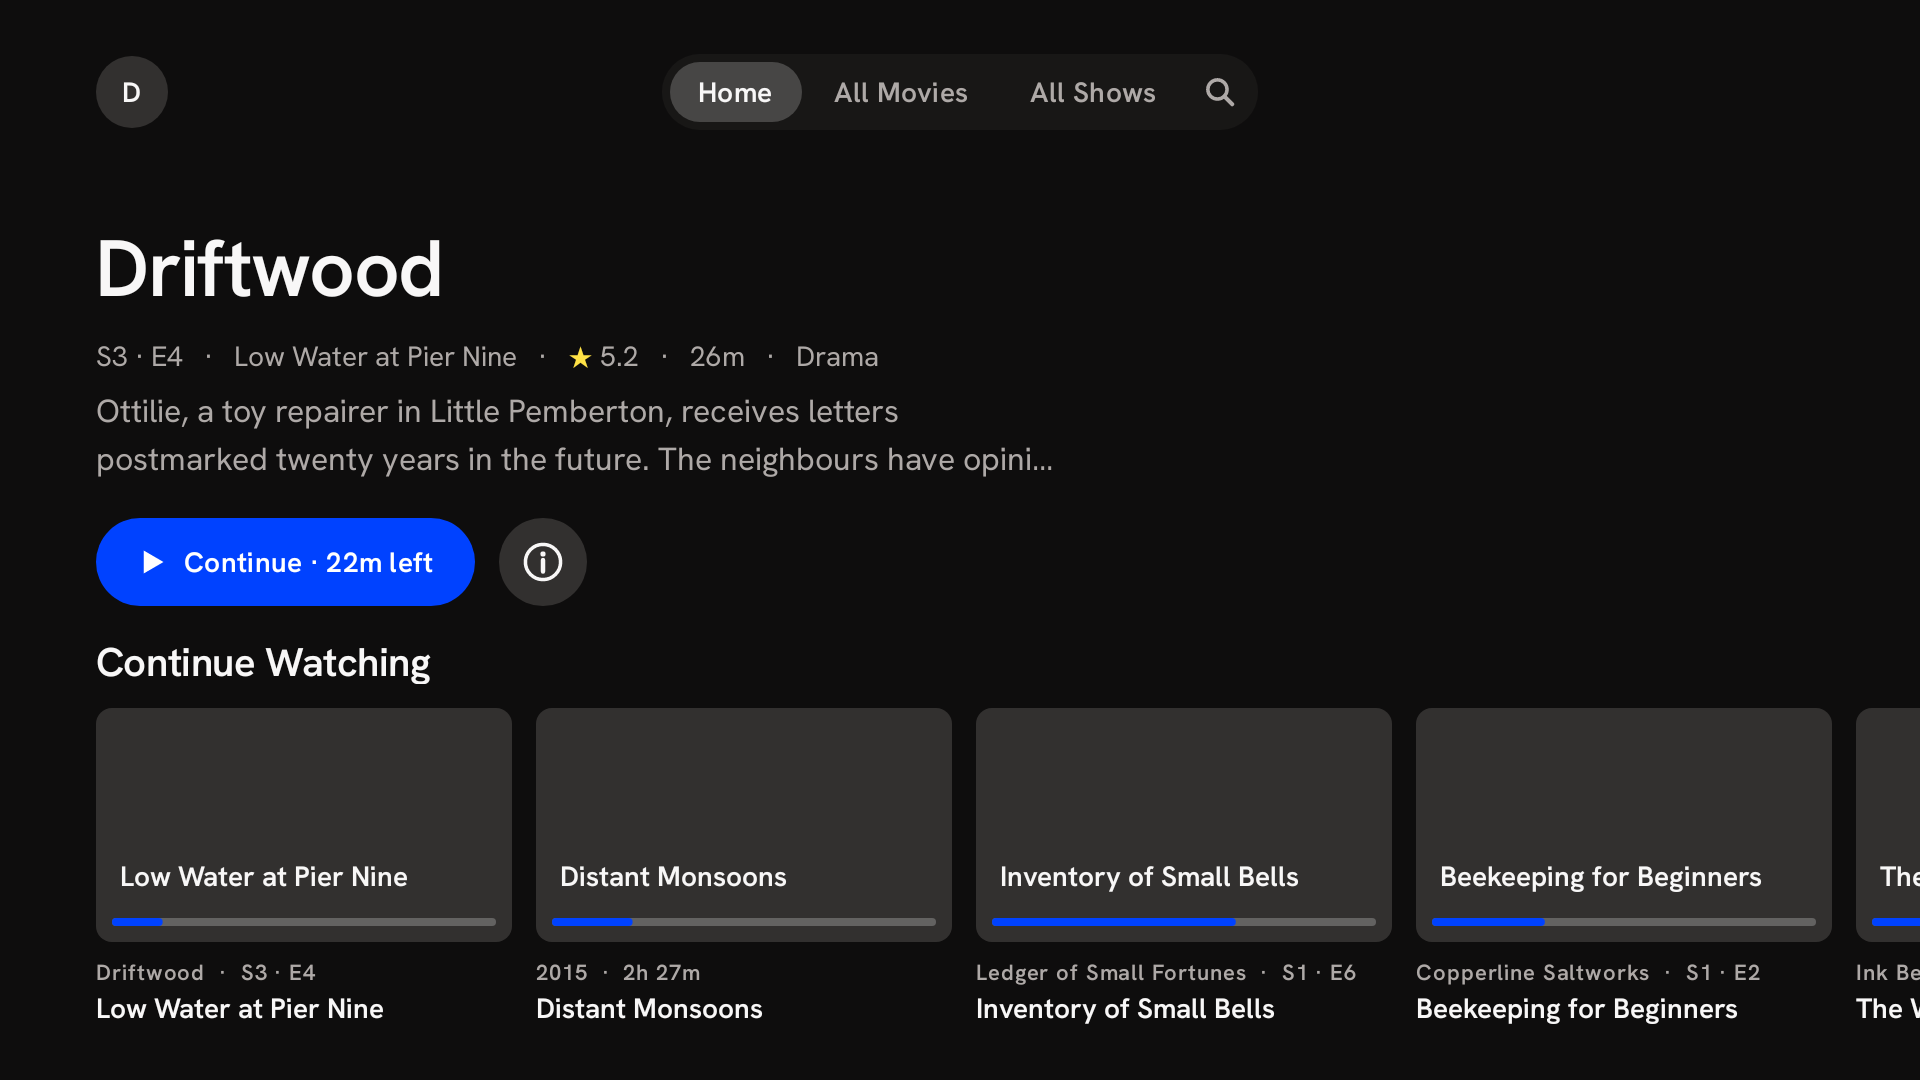 D
Home
All Movies
All Shows
Driftwood
S3 · E4 · Low Water at Pier Nine · ★ 5.2 · 26m · Drama
Ottilie, a toy repairer in Little Pemberton, receives letters
postmarked twenty years in the future. The neighbours have opini…
Continue · 22m left
Continue Watching
Low Water at Pier Nine
Distant Monsoons
Inventory of Small Bells
Beekeeping for Beginners
The
Driftwood · S3 · E4
2015 · 2h 27m
Ledger of Small Fortunes · S1 · E6
Copperline Saltworks · S1 · E2
Ink Be
Low Water at Pier Nine
Distant Monsoons
Inventory of Small Bells
Beekeeping for Beginners
The